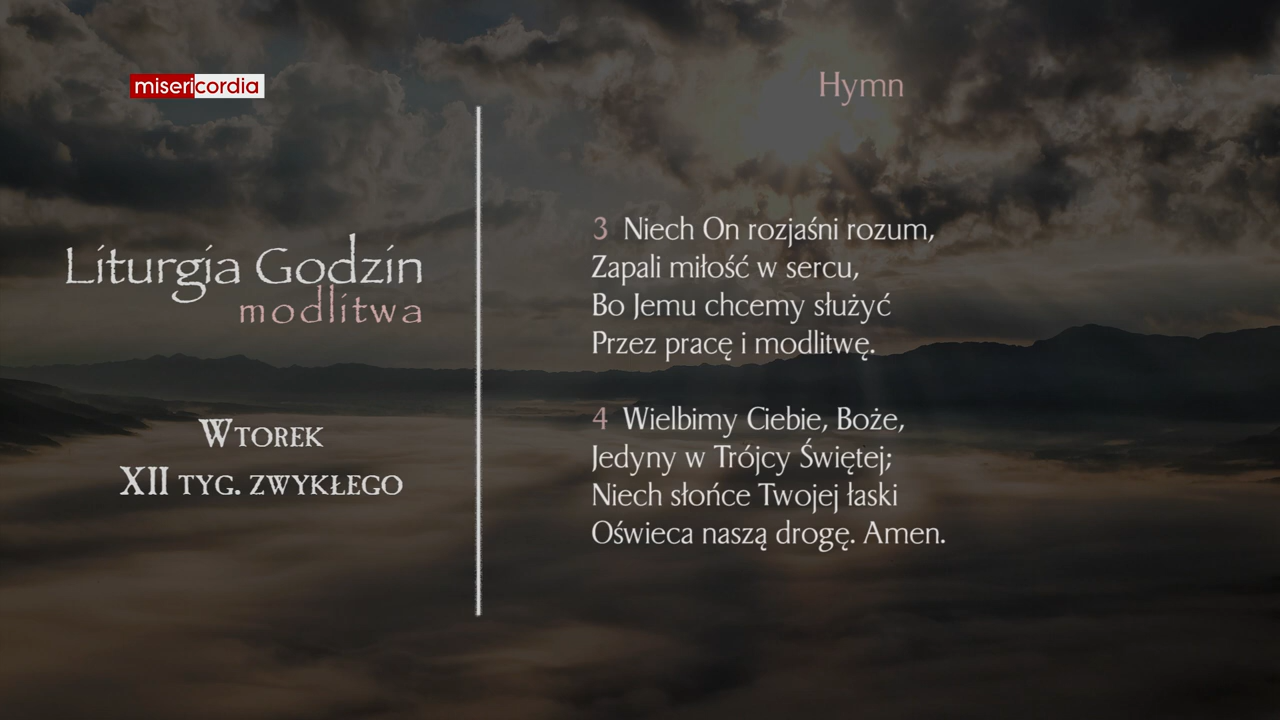 misericordia
Liturgia Godzin
modlitwa
Wtorek
XII tyg. zwykłego
Hymn
3 Niech On rozjaśni rozum,
Zapali miłość w sercu,
Bo Jemu chcemy służyć
Przez pracę i modlitwę.
4 Wielbimy Ciebie, Boże,
Jedyny w Trójcy Świętej;
Niech słońce Twojej łaski
Oświeca naszą drogę. Amen.